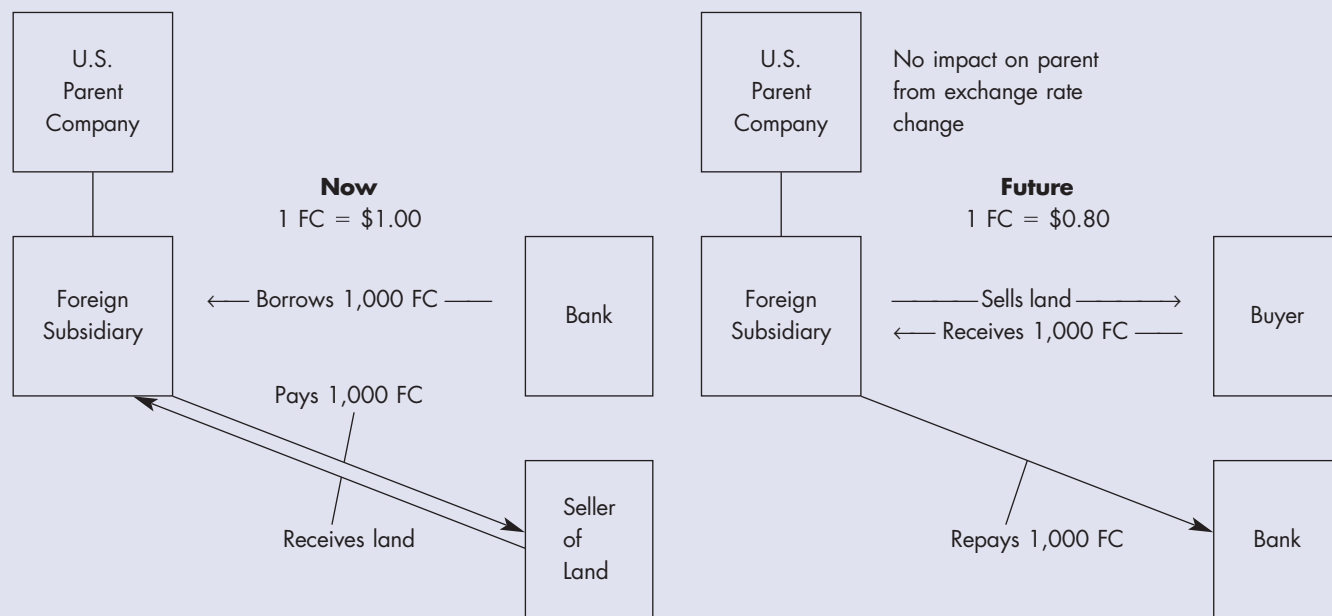 U.S.
Parent
Company
Now
1 FC = $1.00
Foreign
Subsidiary
Borrows 1,000 FC
Bank
Pays 1,000 FC
Receives land
Seller
of
Land
U.S.
Parent
Company
No impact on parent
from exchange rate
change
Future
1 FC = $0.80
Foreign
Subsidiary
Sells land
Receives 1,000 FC
Buyer
Repays 1,000 FC
Bank